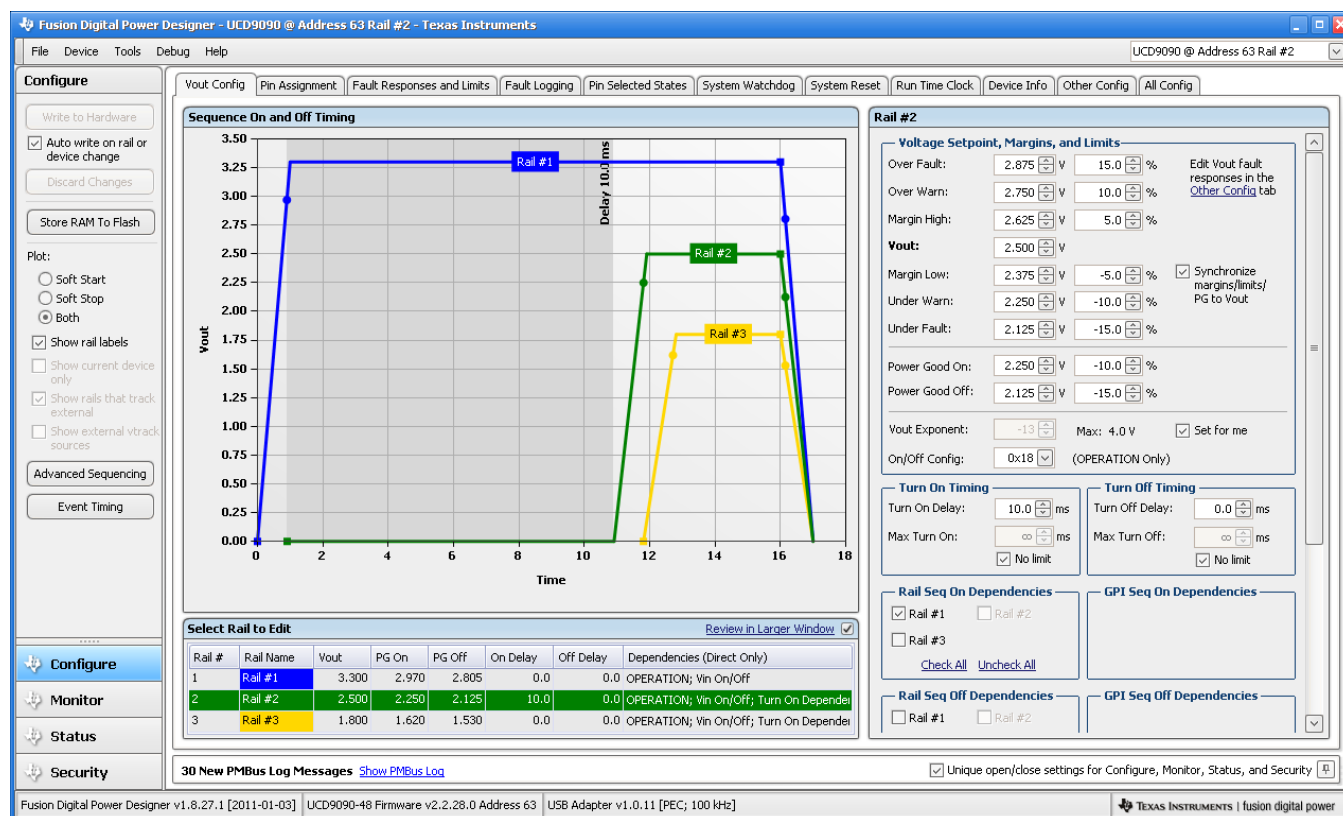 Fusion Digital Power Designer - UCD9090 @ Address 63 Rail #2 - Texas Instruments
File Device Tools Debug Help
UCD9090 @ Address 63 Rail #2
Configure
Write to Hardware
Auto write on rail or
device change
Discard Changes
Store RAM To Flash
Plot:
Soft Start
Soft Stop
Both
Show rail labels
Show current device
only
Show rails that track
external
Show external vtrack
sources
Advanced Sequencing
Event Timing
Configure
Monitor
Status
Security
Vout Config Pin Assignment Fault Responses and Limits Fault Logging Pin Selected States System Watchdog System Reset Run Time Clock Device Info Other Config All Config
Sequence On and Off Timing
3.50
3.25
3.00
2.75
2.50
2.25
2.00
1.75
1.50
1.25
1.00
0.75
0.50
0.25
0.00
Vout
0 2 4 6 8 10 12 14 16 18
Time
Rail #1
Delay 10.0 ms
Rail #2
Rail #3
Select Rail to Edit Review in Larger Window
Rail # Rail Name Vout PG On PG Off On Delay Off Delay Dependencies (Direct Only)
1 Rail #1 3.300 2.970 2.805 0.0 0.0 OPERATION; Vin On/Off
2 Rail #2 2.500 2.250 2.125 10.0 0.0 OPERATION; Vin On/Off; Turn On Depender
3 Rail #3 1.800 1.620 1.530 0.0 0.0 OPERATION; Vin On/Off; Turn On Depender
Rail #2
Voltage Setpoint, Margins, and Limits
Over Fault: 2.875 V 15.0 %
Over Warn: 2.750 V 10.0 %
Margin High: 2.625 V 5.0 %
Edit Vout fault
responses in the
Other Config tab
Vout: 2.500 V
Margin Low: 2.375 V -5.0 %
Under Warn: 2.250 V -10.0 %
Under Fault: 2.125 V -15.0 %
Synchronize
margins/limits/
PG to Vout
Power Good On: 2.250 V -10.0 %
Power Good Off: 2.125 V -15.0 %
Vout Exponent: -13 Max: 4.0 V Set for me
On/Off Config: 0x18 (OPERATION Only)
Turn On Timing
Turn On Delay: 10.0 ms
Max Turn On: ∞ ms
No limit
Turn Off Timing
Turn Off Delay: 0.0 ms
Max Turn Off: ∞ ms
No limit
Rail Seq On Dependencies
Rail #1 Rail #2
Rail #3
Check All Uncheck All
GPI Seq On Dependencies
Rail Seq Off Dependencies
Rail #1 Rail #2
GPI Seq Off Dependencies
30 New PMBus Log Messages Show PMBus Log
Unique open/close settings for Configure, Monitor, Status, and Security
Fusion Digital Power Designer v1.8.27.1 [2011-01-03] UCD9090-48 Firmware v2.2.28.0 Address 63 USB Adapter v1.0.11 [PEC; 100 kHz]
TEXAS INSTRUMENTS | fusion digital power